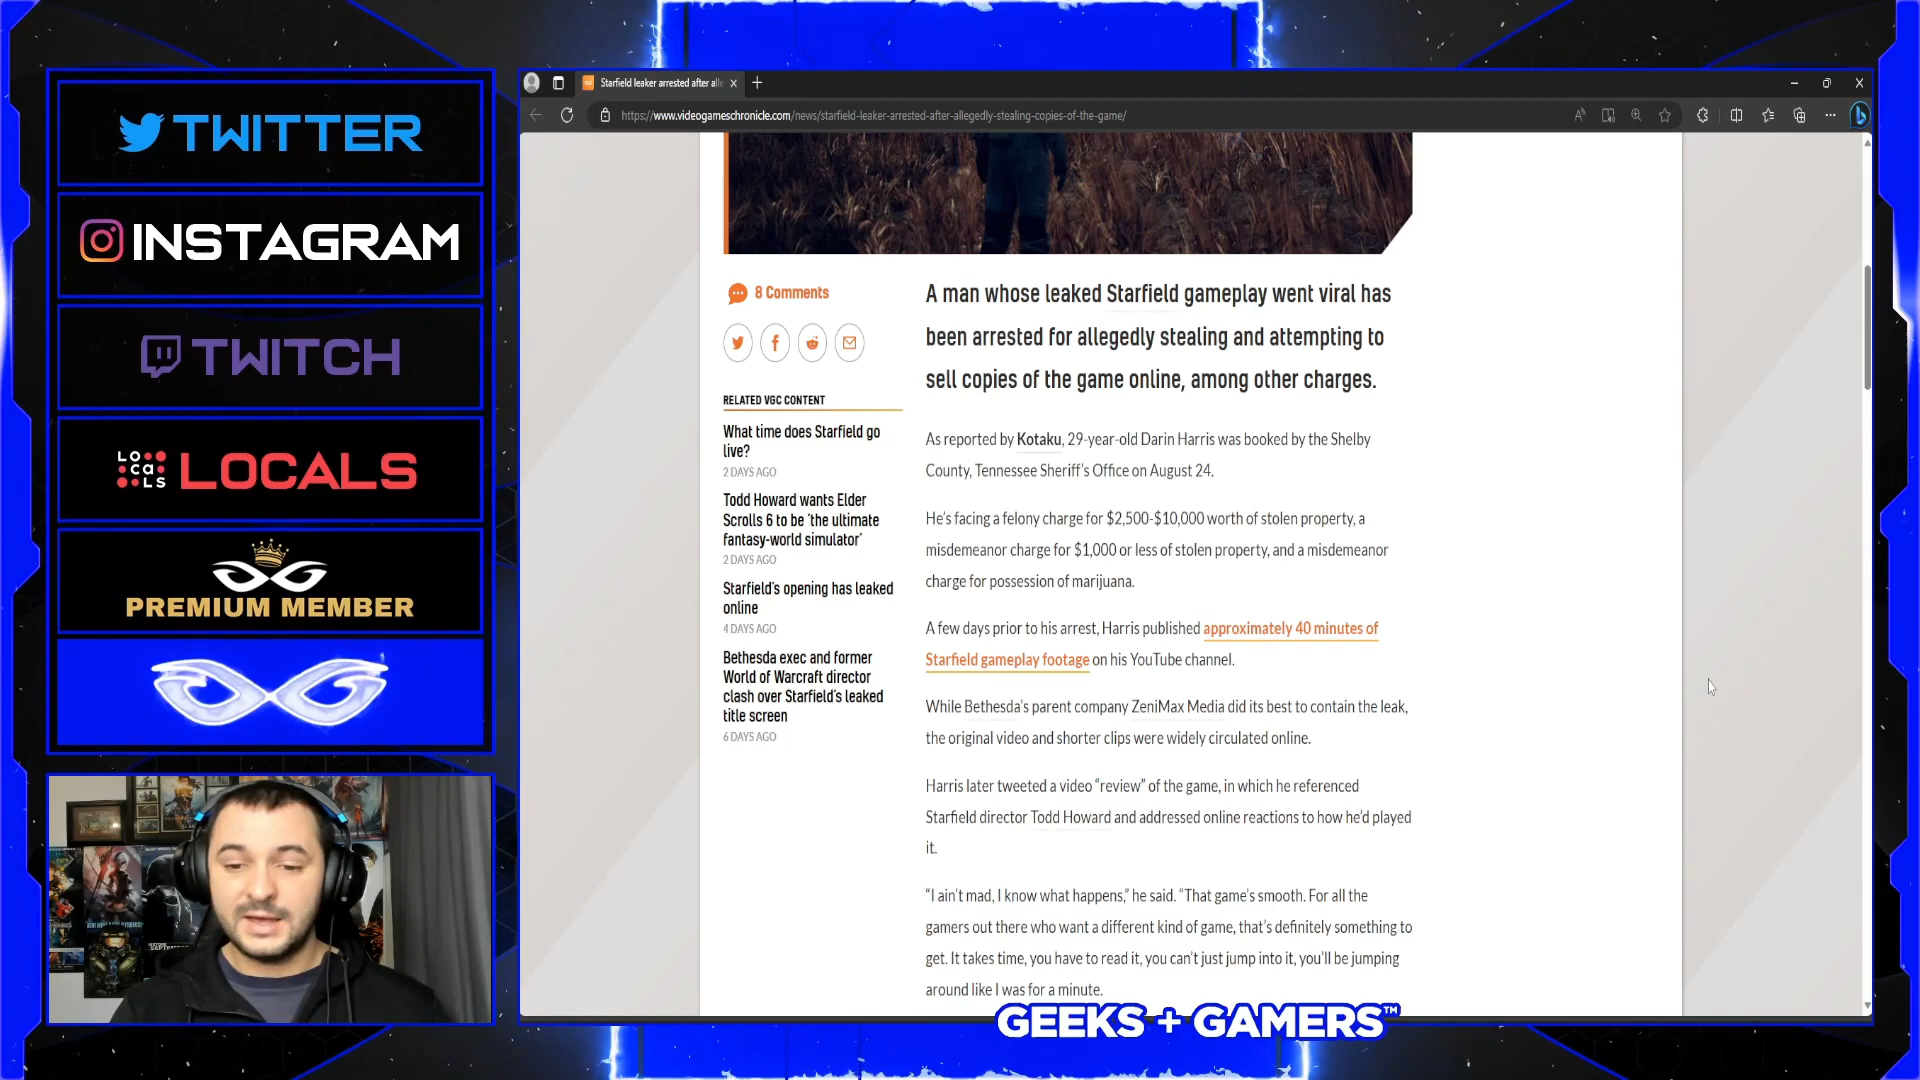 TWITTER
INSTAGRAM
TWITCH
LOCALS
LOCALS
PREMIUM MEMBER
Starfield leaker arrested after alle
https://www.videogameschronicle.com/news/starfield-leaker-arrested-after-allegedly-stealing-copies-of-the-game/
8 Comments
RELATED VGC CONTENT
What time does Starfield go
live?
2 DAYS AGO
Todd Howard wants Elder
Scrolls 6 to be ‘the ultimate
fantasy-world simulator’
2 DAYS AGO
Starfield’s opening has leaked
online
4 DAYS AGO
Bethesda exec and former
World of Warcraft director
clash over Starfield’s leaked
title screen
6 DAYS AGO
A man whose leaked Starfield gameplay went viral has
been arrested for allegedly stealing and attempting to
sell copies of the game online, among other charges.
As reported by Kotaku, 29-year-old Darin Harris was booked by the Shelby
County, Tennessee Sheriff’s Office on August 24.
He’s facing a felony charge for $2,500-$10,000 worth of stolen property, a
misdemeanor charge for $1,000 or less of stolen property, and a misdemeanor
charge for possession of marijuana.
A few days prior to his arrest, Harris published approximately 40 minutes of
Starfield gameplay footage on his YouTube channel.
While Bethesda’s parent company ZeniMax Media did its best to contain the leak,
the original video and shorter clips were widely circulated online.
Harris later tweeted a video “review” of the game, in which he referenced
Starfield director Todd Howard and addressed online reactions to how he’d played
it.
“I ain’t mad, I know what happens,” he said. “That game’s smooth. For all the
gamers out there who want a different kind of game, that’s definitely something to
get. It takes time, you have to read it, you can’t just jump into it, you’ll be jumping
around like I was for a minute.
GEEKS + GAMERS™